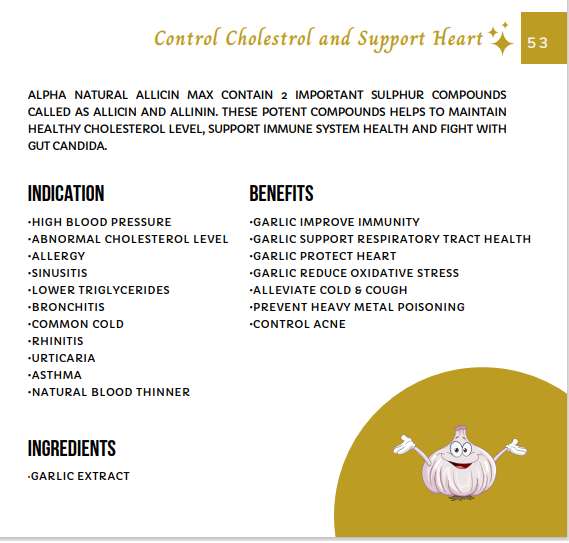 Control Cholestrol and Support Heart
53
ALPHA NATURAL ALLICIN MAX CONTAIN 2 IMPORTANT SULPHUR COMPOUNDS
CALLED AS ALLICIN AND ALLININ. THESE POTENT COMPOUNDS HELPS TO MAINTAIN
HEALTHY CHOLESTEROL LEVEL, SUPPORT IMMUNE SYSTEM HEALTH AND FIGHT WITH
GUT CANDIDA.
INDICATION
•HIGH BLOOD PRESSURE
•ABNORMAL CHOLESTEROL LEVEL
•ALLERGY
•SINUSITIS
•LOWER TRIGLYCERIDES
•BRONCHITIS
•COMMON COLD
•RHINITIS
•URTICARIA
•ASTHMA
•NATURAL BLOOD THINNER
BENEFITS
•GARLIC IMPROVE IMMUNITY
•GARLIC SUPPORT RESPIRATORY TRACT HEALTH
•GARLIC PROTECT HEART
•GARLIC REDUCE OXIDATIVE STRESS
•ALLEVIATE COLD & COUGH
•PREVENT HEAVY METAL POISONING
•CONTROL ACNE
INGREDIENTS
•GARLIC EXTRACT